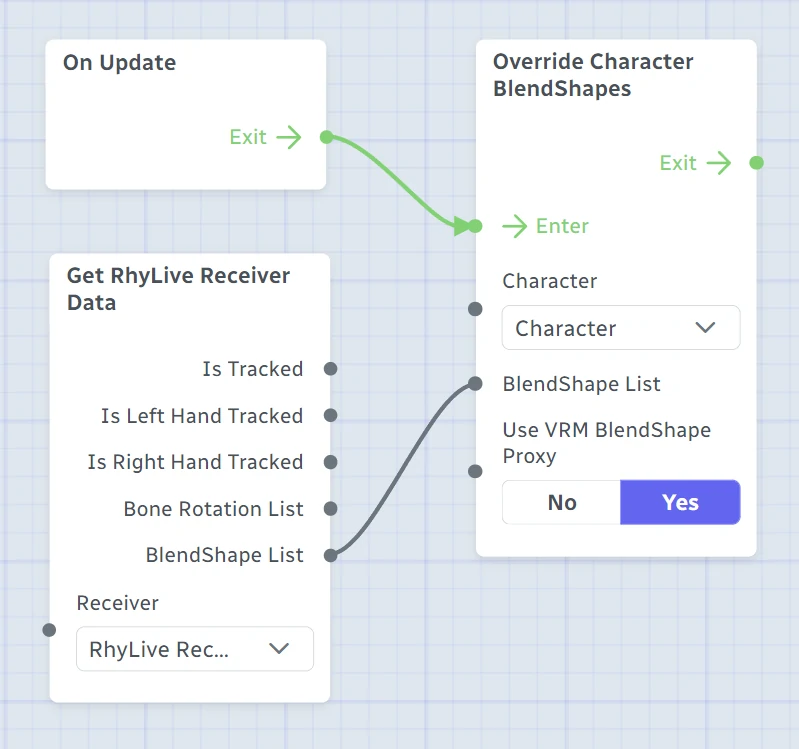 On Update
Exit
Override Character
BlendShapes
Exit
Enter
Character
Character
BlendShape List
Use VRM BlendShape
Proxy
No
Yes
Get RhyLive Receiver
Data
Is Tracked
Is Left Hand Tracked
Is Right Hand Tracked
Bone Rotation List
BlendShape List
Receiver
RhyLive Rec...